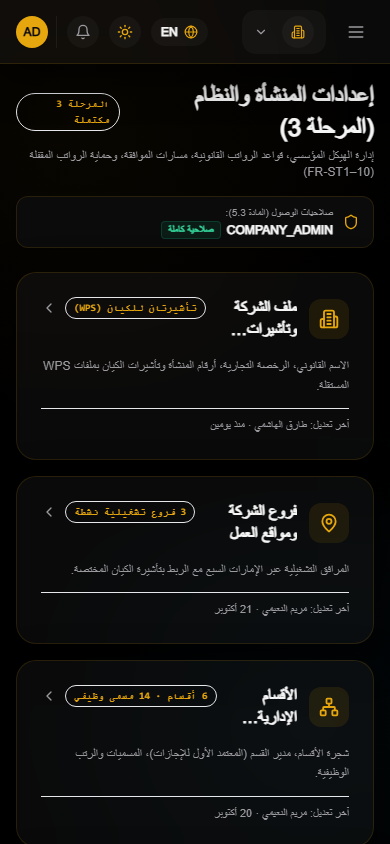 AD
EN
إعدادات المنشأة والنظام
(المرحلة 3)
المرحلة 3
مكتملة
إدارة الهيكل المؤسسي، قواعد الرواتب القانونية، مسارات الموافقة، وحماية الرواتب المقفلة
(FR-ST1–10)
صلاحيات الوصول (المادة 5.3):
COMPANY_ADMIN صلاحية كاملة
ملف الشركة
وتأشيرات...
تأشيرتان للكيان (WPS)
الاسم القانوني، الرخصة التجارية، أرقام المنشأة وتأشيرات الكيان بملفات WPS
المستقلة.
آخر تعديل: طارق الهاشمي · منذ يومين
فروع الشركة
ومواقع العمل
3 فروع تشغيلية نشطة
المرافق التشغيلية عبر الإمارات السبع مع الربط بتأشيرة الكيان المختصة.
آخر تعديل: مريم النعيمي · 21 أكتوبر
الأقسام
الإدارية...
6 أقسام · 14 مسمى وظيفي
شجرة الأقسام، مدير القسم (المعتمد الأول للإجازات)، المسميات والرتب
الوظيفية.
آخر تعديل: مريم النعيمي · 20 أكتوبر